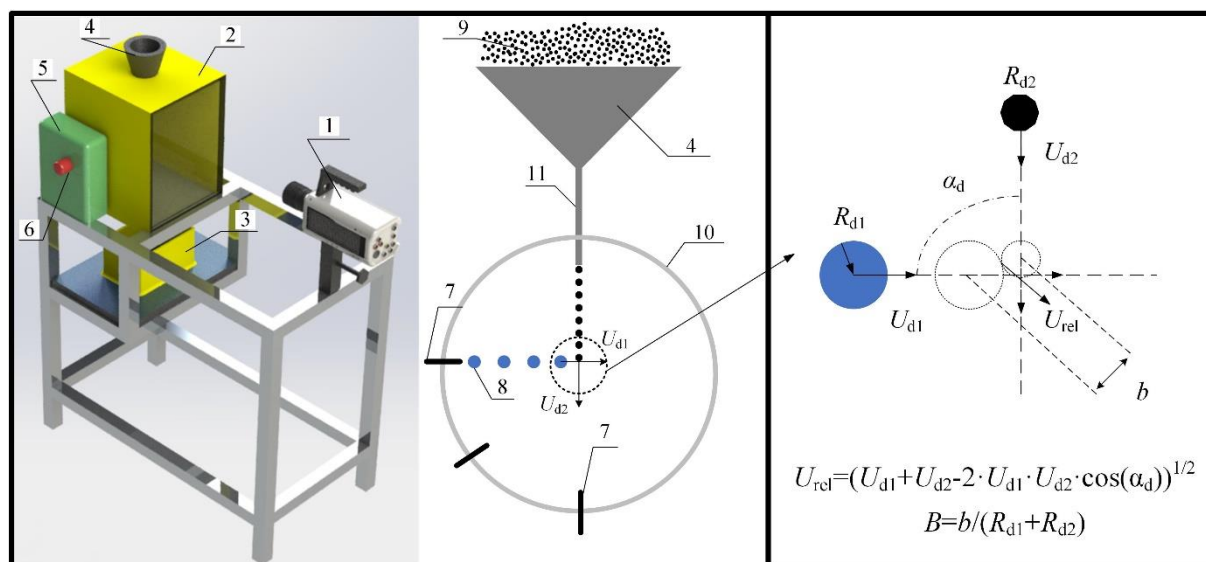 4
2
5
1
3
6
9
4
11
10
7
U_d1
8
U_d2
7
R_d2
U_d2
α_d
R_d1
U_d1
U_rel
b
U_rel=(U_d1+U_d2-2·U_d1·U_d2·cos(α_d))^1/2
B=b/(R_d1+R_d2)